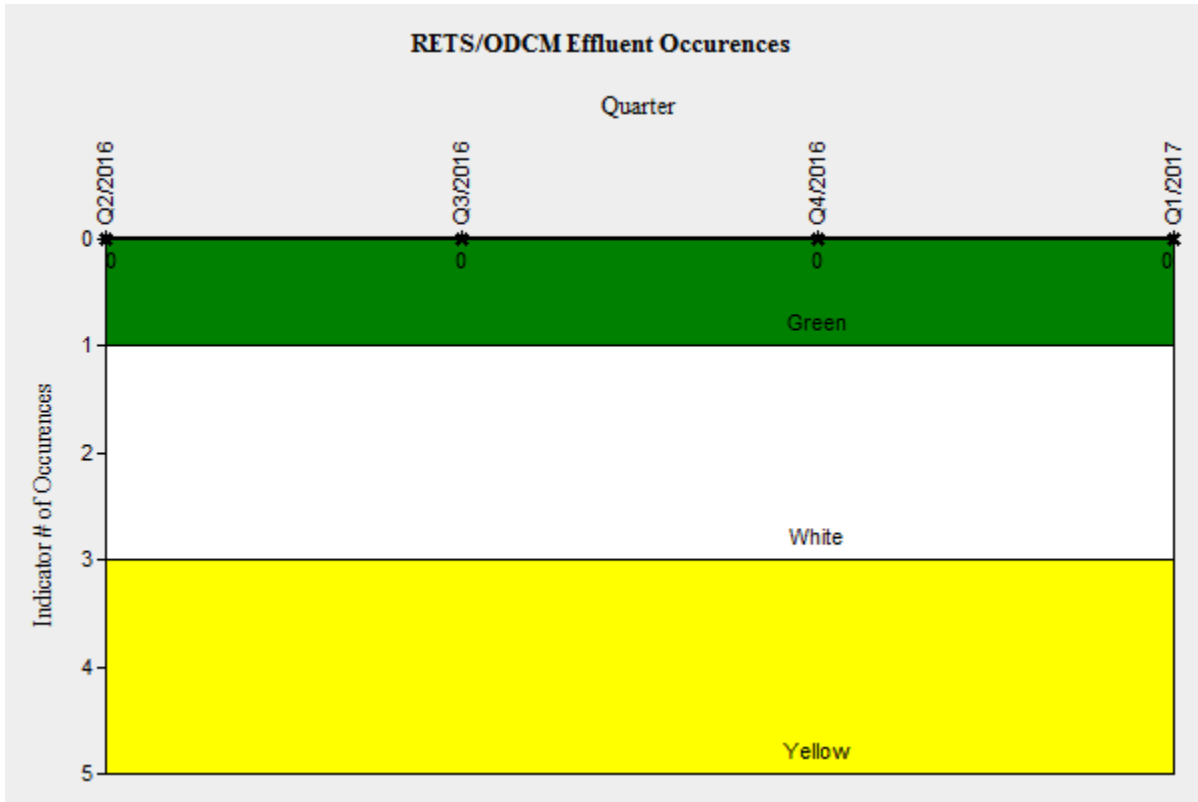 RETS/ODCM Effluent Occurences
Quarter
Q2/2016 Q3/2016 Q4/2016 Q1/2017
0
0 0 0 0
Green
1
2
White
3
4
Yellow
5
Indicator # of Occurences